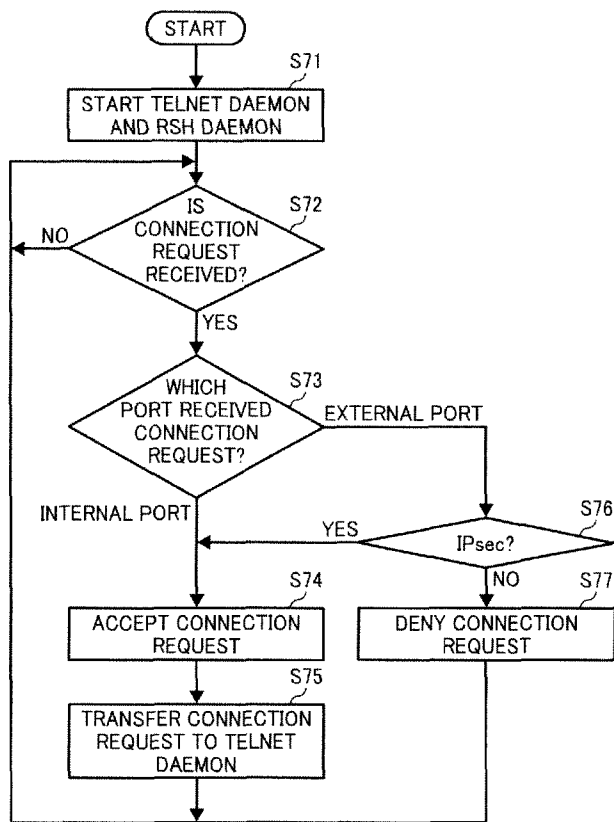 START
S71
START TELNET DAEMON
AND RSH DAEMON
S72
IS
CONNECTION
REQUEST
RECEIVED?
NO
YES
S73
WHICH
PORT RECEIVED
CONNECTION
REQUEST?
EXTERNAL PORT
INTERNAL PORT
S76
IPsec?
YES
NO
S74
ACCEPT CONNECTION
REQUEST
S77
DENY CONNECTION
REQUEST
S75
TRANSFER CONNECTION
REQUEST TO TELNET
DAEMON